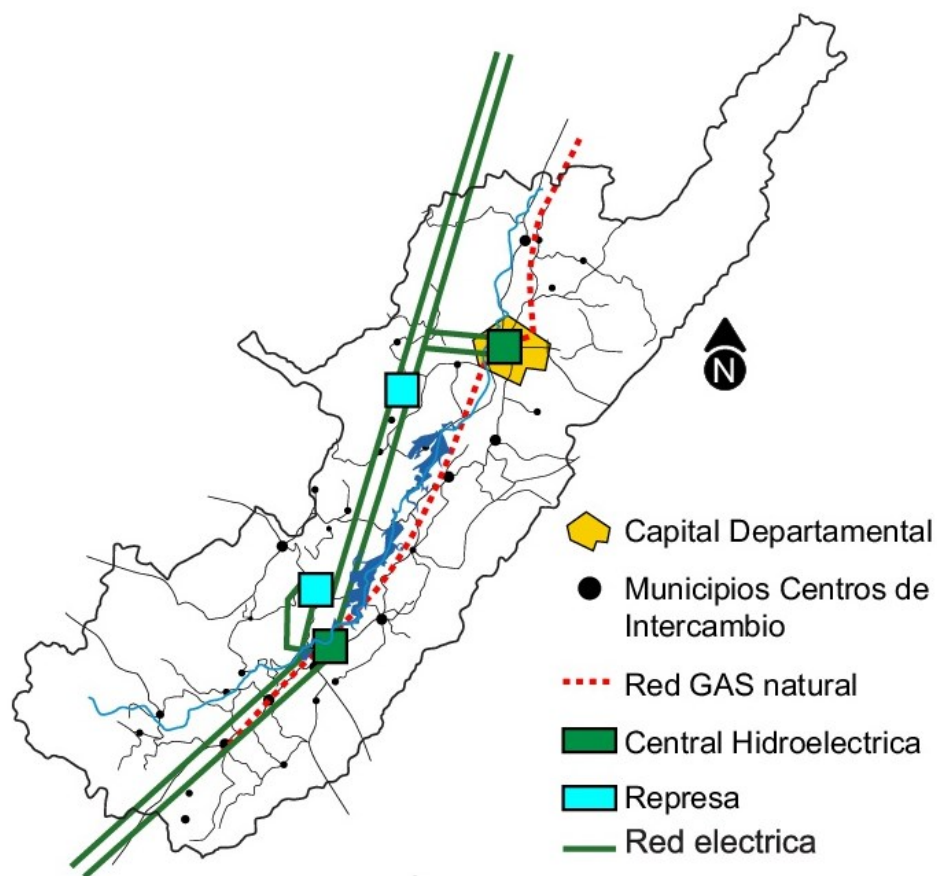 N
Capital Departamental
Municipios Centros de
Intercambio
Red GAS natural
Central Hidroelectrica
Represa
Red electrica